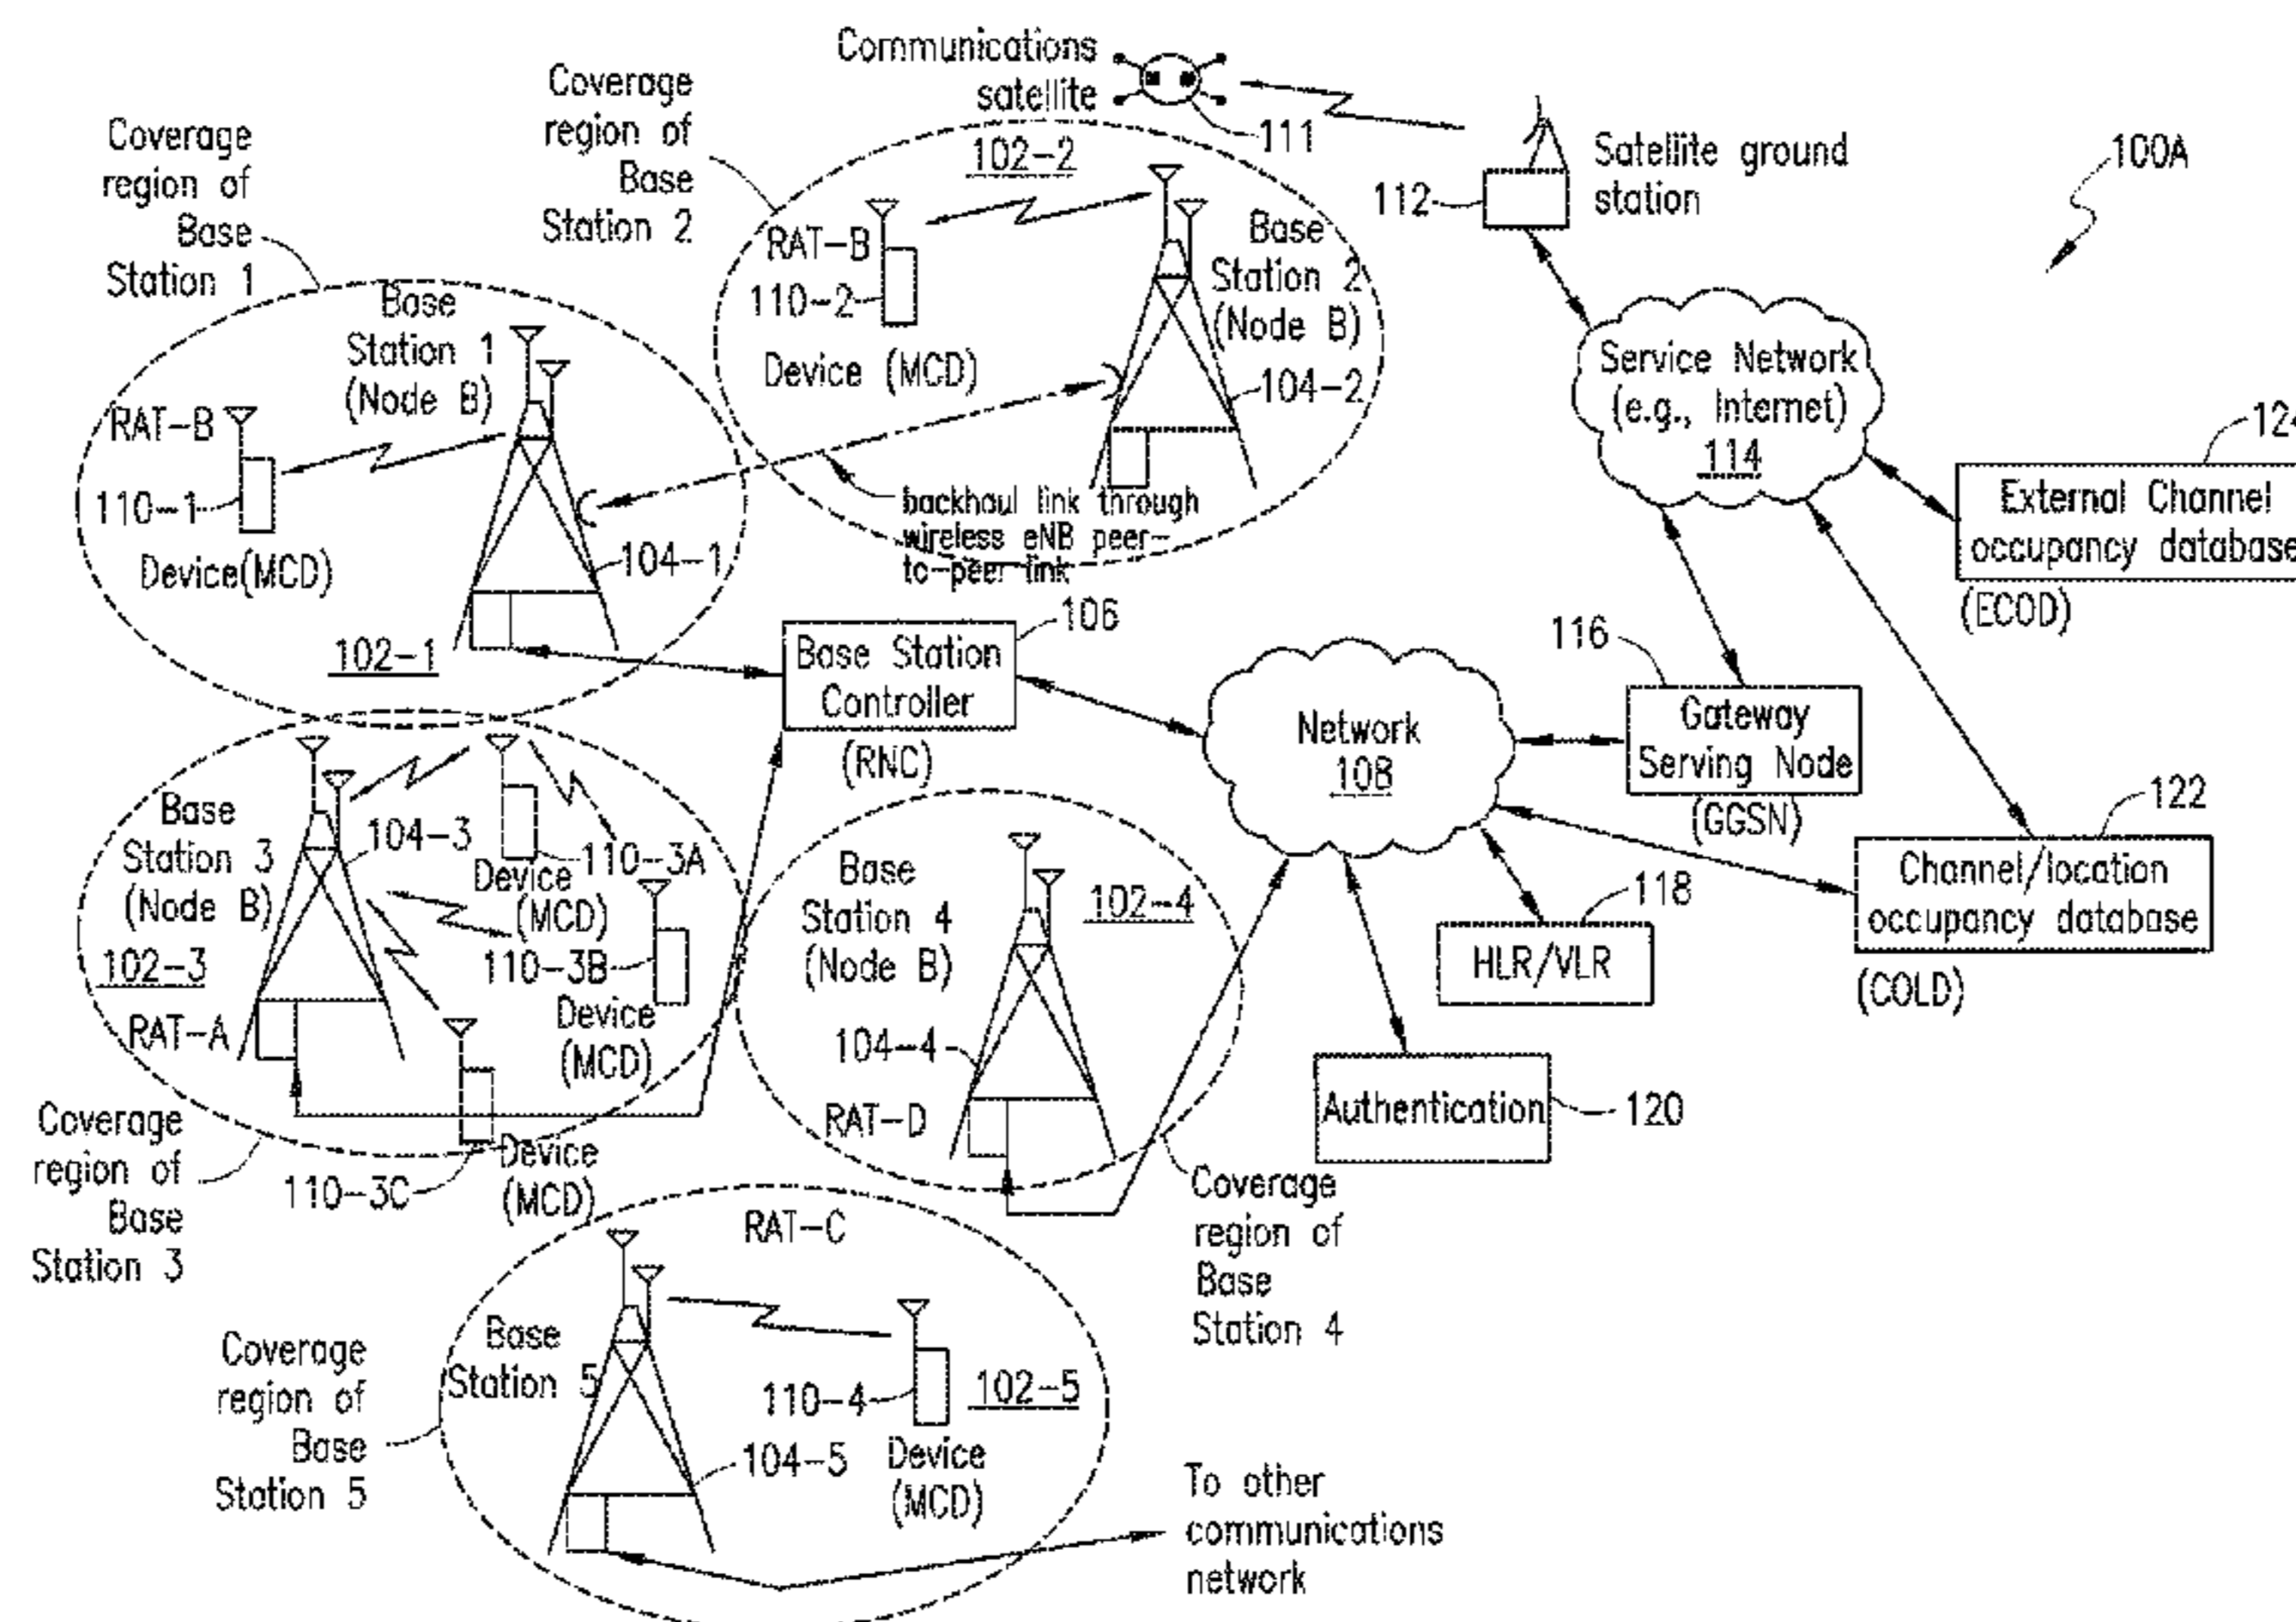 Communications
satellite
111
Coverage
region of
Base
Station 2
Coverage
region of
Base
Station 1
102-2
Satellite ground
station
112
100A
RAT-B
110-2
Device (MCD)
Base
Station 2
(Node B)
104-2
Base
Station 1
(Node B)
RAT-B
110-1
Device(MCD)
104-1
102-1
backhaul link through
wireless eNB peer-
to-peer link
Service Network
(e.g., Internet)
114
External Channel
occupancy database
(ECOD)
106
Base Station
Controller
(RNC)
Network
108
116
Gateway
Serving Node
(GGSN)
122
Channel/location
occupancy database
(COLD)
118
HLR/VLR
Authentication
120
Base
Station 3
(Node B)
104-3
102-3
RAT-A
110-3A
Device
(MCD)
110-3B
Device
(MCD)
110-3C
Device
(MCD)
Coverage
region of
Base
Station 3
Base
Station 4
(Node B)
102-4
104-4
RAT-D
Coverage
region of
Base
Station 4
RAT-C
Base
Station 5
110-4
102-5
Device
(MCD)
104-5
Coverage
region of
Base
Station 5
To other
communications
network